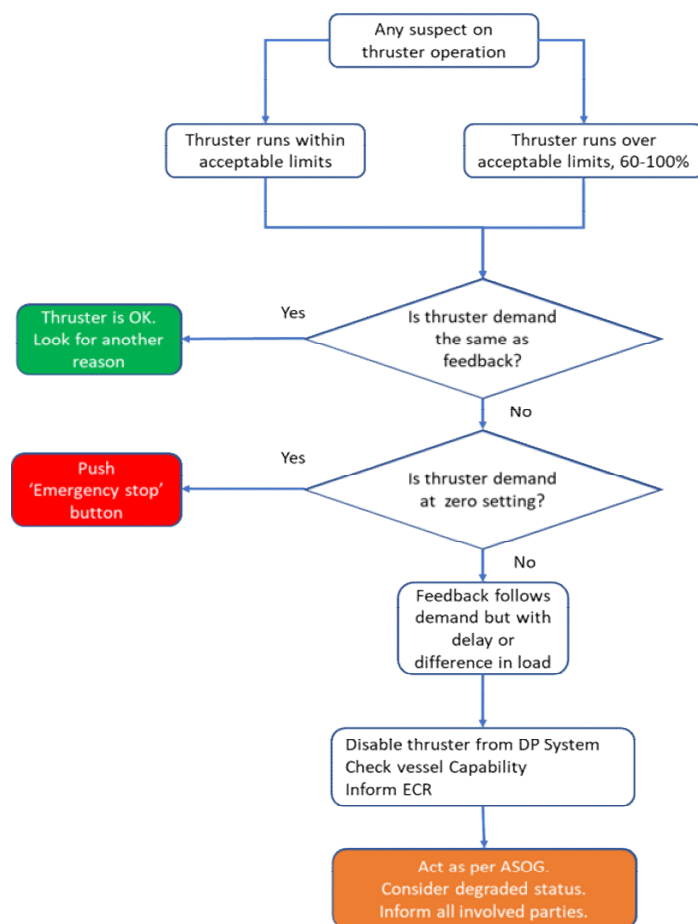 Any suspect on
thruster operation
Thruster runs within
acceptable limits
Thruster runs over
acceptable limits, 60-100%
Is thruster demand
the same as
feedback?
Yes
Thruster is OK.
Look for another
reason
No
Is thruster demand
at zero setting?
Yes
Push
‘Emergency stop’
button
No
Feedback follows
demand but with
delay or
difference in load
Disable thruster from DP System
Check vessel Capability
Inform ECR
Act as per ASOG.
Consider degraded status.
Inform all involved parties.